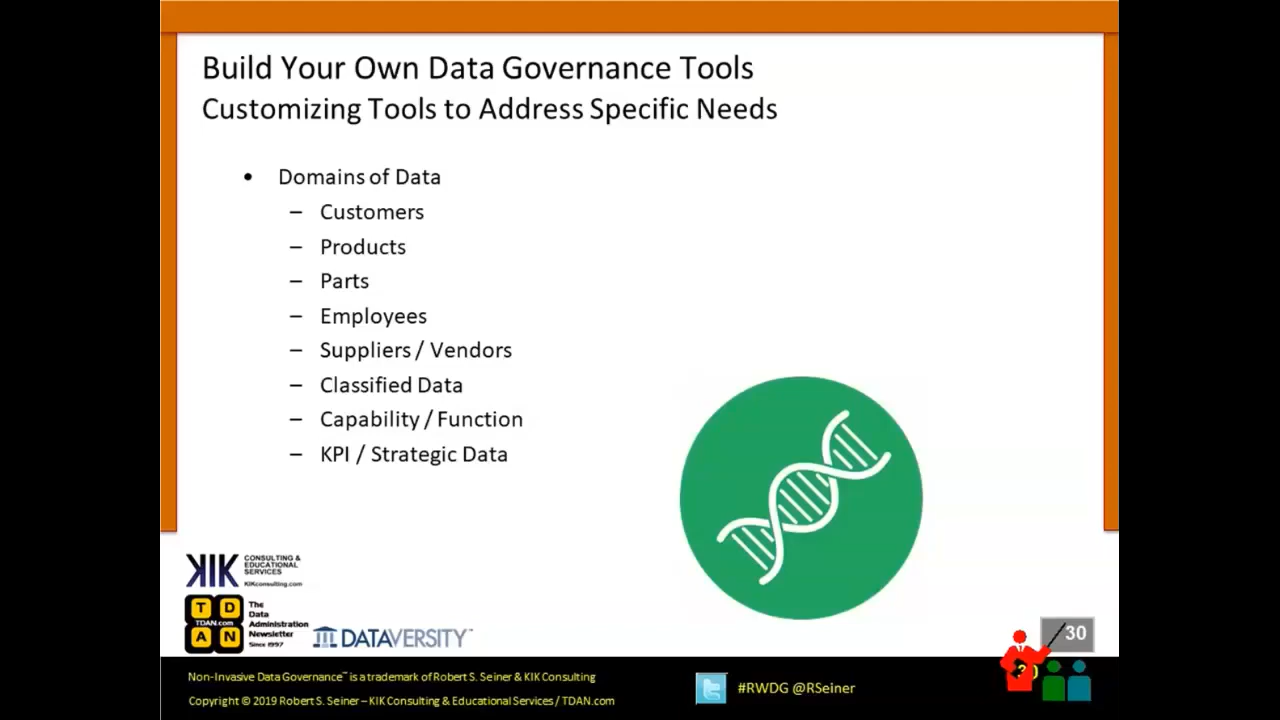 Build Your Own Data Governance Tools
Customizing Tools to Address Specific Needs
• Domains of Data
– Customers
– Products
– Parts
– Employees
– Suppliers / Vendors
– Classified Data
– Capability / Function
– KPI / Strategic Data
KIK CONSULTING &
EDUCATIONAL
SERVICES
KIKconsulting.com
T D
TDAN.com
A N
The
Data
Administration
Newsletter
Since 1997
DATAVERSITY™
30
Non-Invasive Data Governance™ is a trademark of Robert S. Seiner & KIK Consulting
Copyright © 2019 Robert S. Seiner – KIK Consulting & Educational Services / TDAN.com
#RWDG @RSeiner